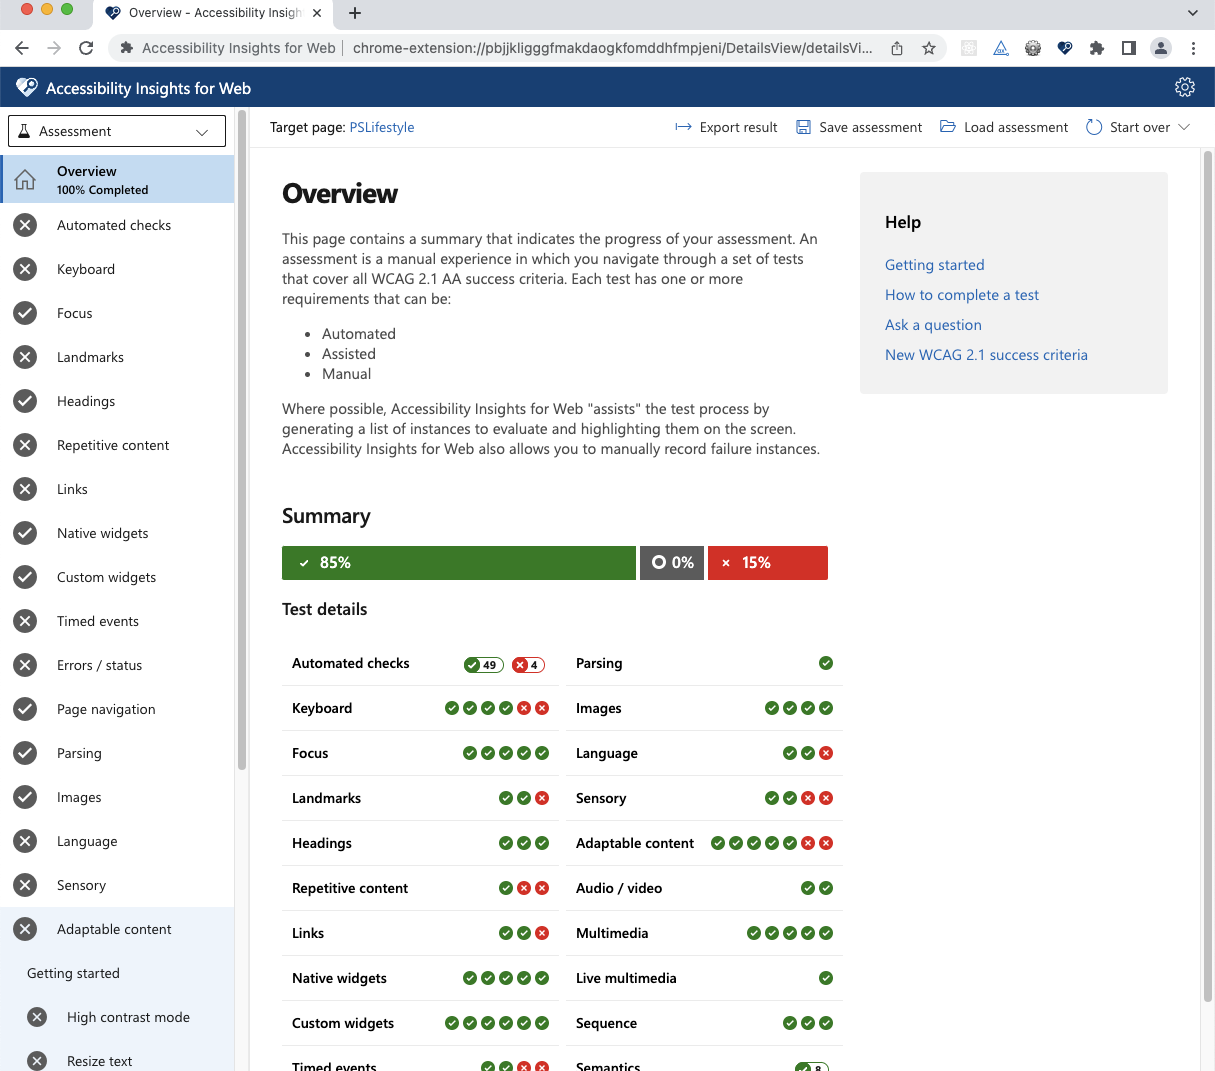 Overview - Accessibility Insigh
Accessibility Insights for Web
chrome-extension://pbjjkligggfmakdaogkfomddhfmpjeni/DetailsView/detailsVi...
Accessibility Insights for Web
Assessment
Overview
100% Completed
Automated checks
Keyboard
Focus
Landmarks
Headings
Repetitive content
Links
Native widgets
Custom widgets
Timed events
Errors / status
Page navigation
Parsing
Images
Language
Sensory
Adaptable content
Getting started
High contrast mode
Resize text
Target page: PSLifestyle
Export result
Save assessment
Load assessment
Start over
Overview
This page contains a summary that indicates the progress of your assessment. An
assessment is a manual experience in which you navigate through a set of tests
that cover all WCAG 2.1 AA success criteria. Each test has one or more
requirements that can be:
• Automated
• Assisted
• Manual
Where possible, Accessibility Insights for Web "assists" the test process by
generating a list of instances to evaluate and highlighting them on the screen.
Accessibility Insights for Web also allows you to manually record failure instances.
Summary
85%
0%
15%
Test details
Automated checks 49 4
Keyboard
Focus
Landmarks
Headings
Repetitive content
Links
Native widgets
Custom widgets
Timed events
Parsing
Images
Language
Sensory
Adaptable content
Audio / video
Multimedia
Live multimedia
Sequence
Semantics 8
Help
Getting started
How to complete a test
Ask a question
New WCAG 2.1 success criteria